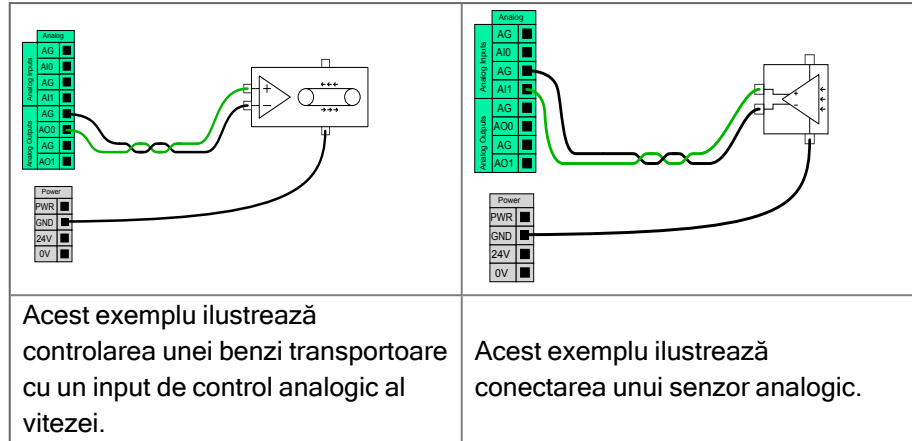 Analog
Analog Inputs
AG
AI0
AG
AI1
Analog Outputs
AG
AO0
AG
AO1
+
−
Power
PWR
GND
24V
0V
Analog
Analog Inputs
AG
AI0
AG
AI1
Analog Outputs
AG
AO0
AG
AO1
+
−
Power
PWR
GND
24V
0V
Acest exemplu ilustrează
controlarea unei benzi transportoare
cu un input de control analogic al
vitezei.
Acest exemplu ilustrează
conectarea unui senzor analogic.